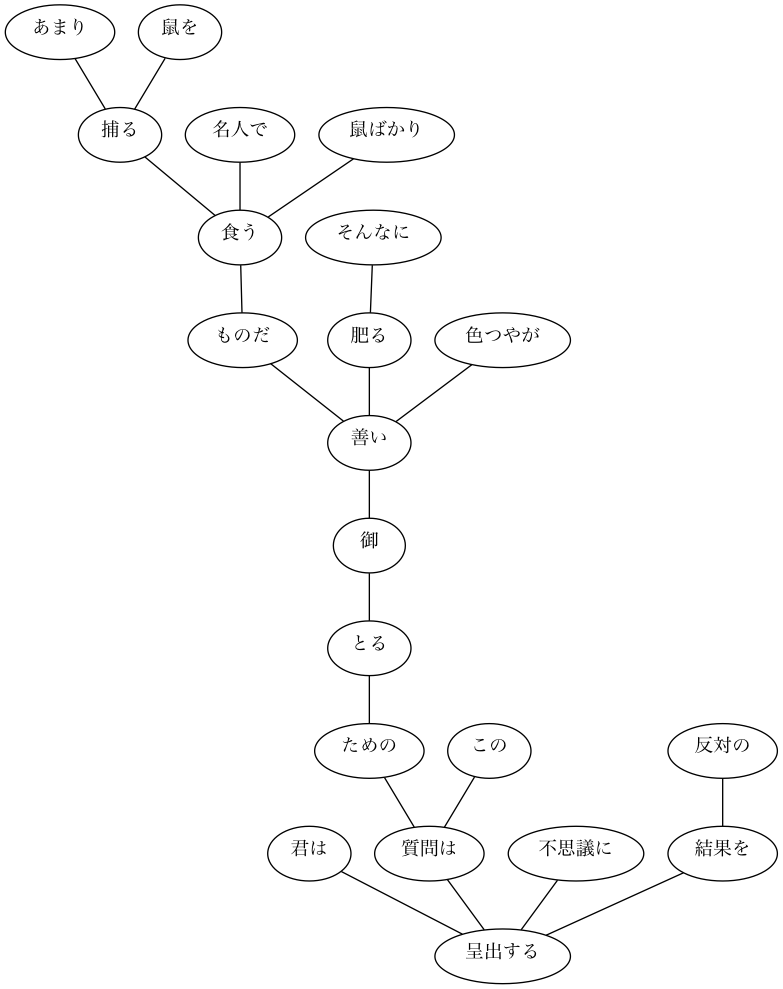 あまり
鼠を
捕る
名人で
鼠ばかり
食う
そんなに
ものだ
肥る
色つやが
善い
御
とる
ための
この
反対の
君は
質問は
不思議に
結果を
呈出する